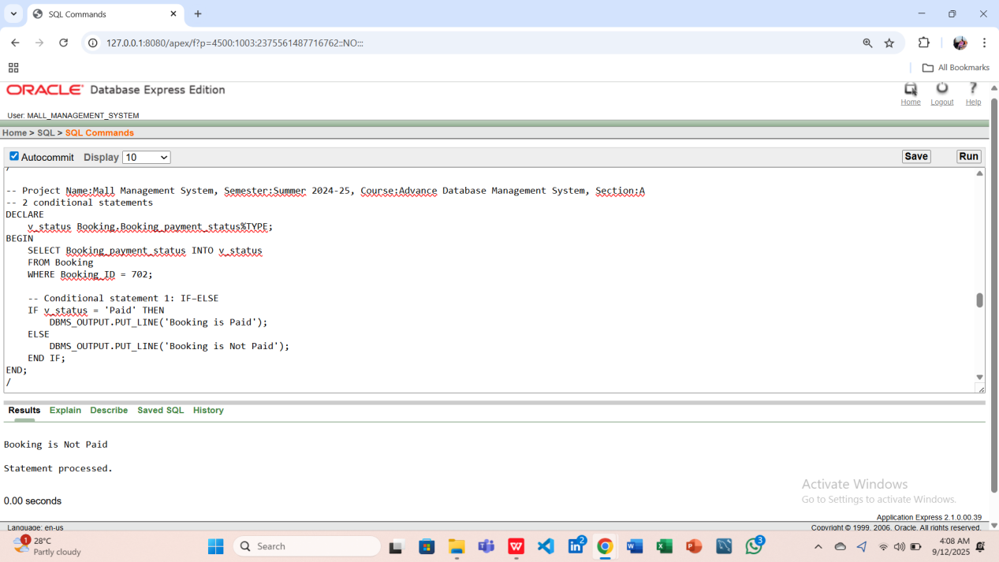 SQL Commands
127.0.0.1:8080/apex/f?p=4500:1003:2375561487716762::NO:::
All Bookmarks
ORACLE Database Express Edition
Home Logout Help
User: MALL_MANAGEMENT_SYSTEM
Home > SQL > SQL Commands
Autocommit Display 10 Save Run
/
-- Project Name:Mall Management System, Semester:Summer 2024-25, Course:Advance Database Management System, Section:A
-- 2 conditional statements
DECLARE
    v_status Booking.Booking_payment_status%TYPE;
BEGIN
    SELECT Booking_payment_status INTO v_status
    FROM Booking
    WHERE Booking_ID = 702;
    -- Conditional statement 1: IF–ELSE
    IF v_status = 'Paid' THEN
        DBMS_OUTPUT.PUT_LINE('Booking is Paid');
    ELSE
        DBMS_OUTPUT.PUT_LINE('Booking is Not Paid');
    END IF;
END;
/
Results Explain Describe Saved SQL History
Booking is Not Paid
Statement processed.
0.00 seconds
Activate Windows
Go to Settings to activate Windows.
Application Express 2.1.0.00.39
Language: en-us Copyright © 1999, 2006, Oracle. All rights reserved.
1 28°C
Partly cloudy
Search
2
3
4:08 AM
9/12/2025